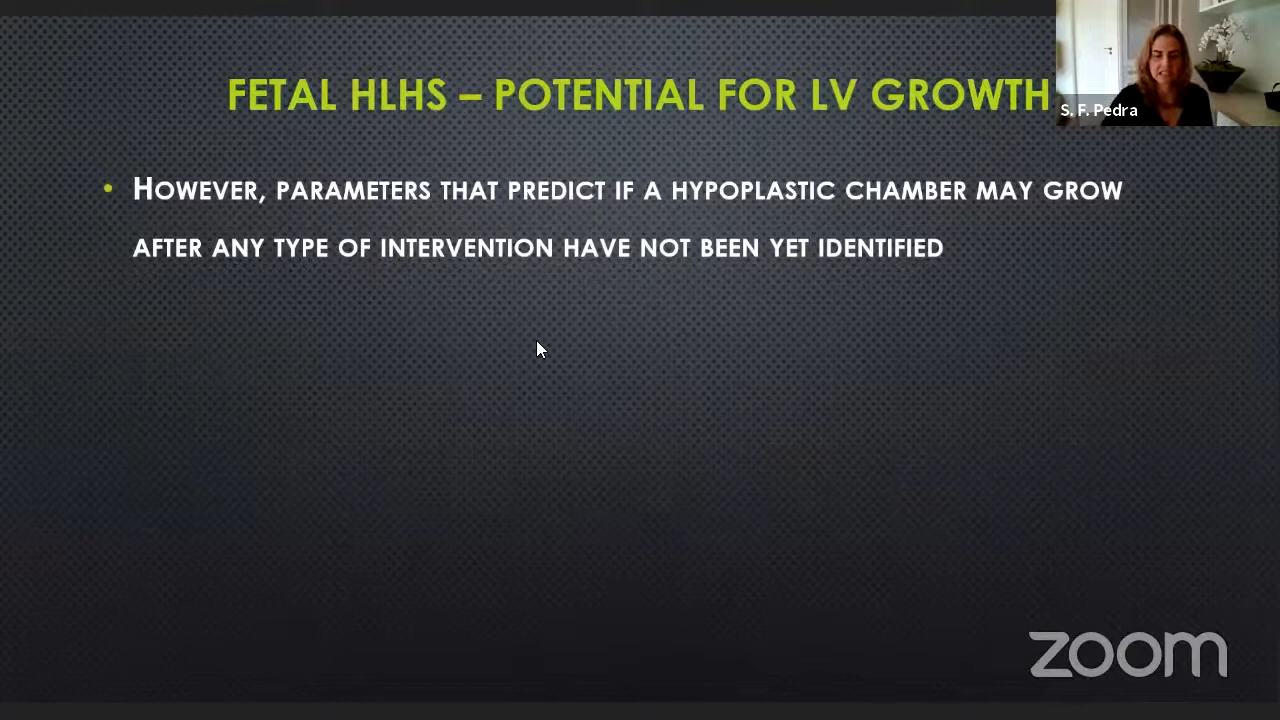 FETAL HLHS – POTENTIAL FOR LV GROWTH
S. F. Pedra
• HOWEVER, PARAMETERS THAT PREDICT IF A HYPOPLASTIC CHAMBER MAY GROW
AFTER ANY TYPE OF INTERVENTION HAVE NOT BEEN YET IDENTIFIED
zoom